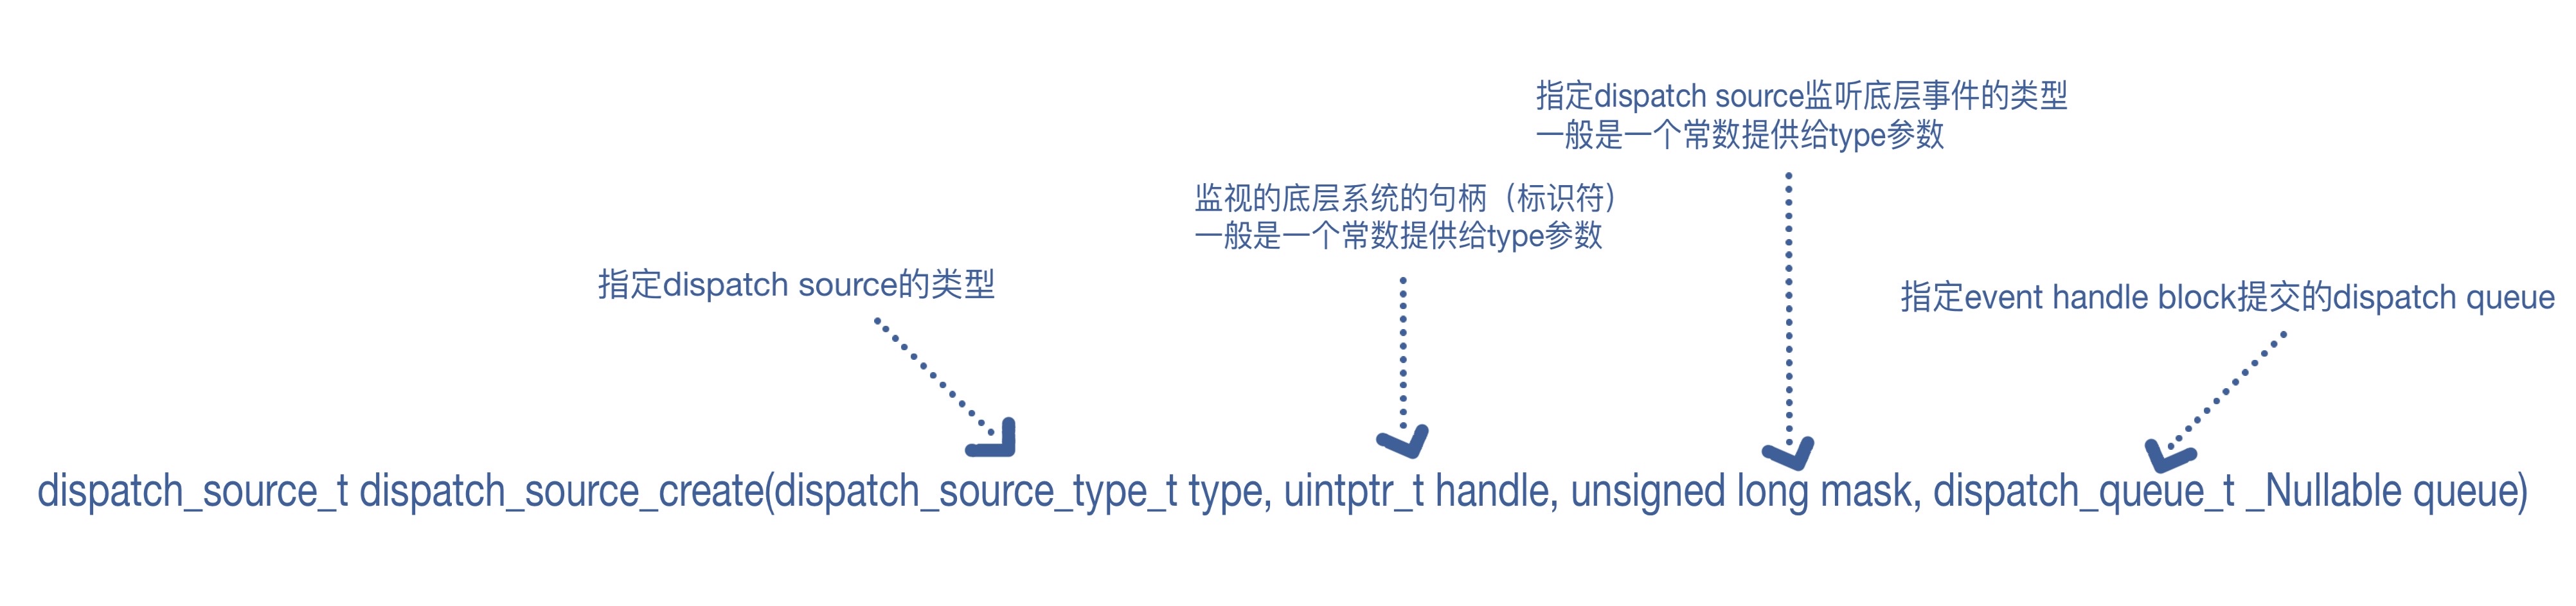 指定dispatch source监听底层事件的类型
一般是一个常数提供给type参数
监视的底层系统的句柄（标识符）
一般是一个常数提供给type参数
指定dispatch source的类型
指定event handle block提交的dispatch queue
dispatch_source_t dispatch_source_create(dispatch_source_type_t type, uintptr_t handle, unsigned long mask, dispatch_queue_t _Nullable queue)